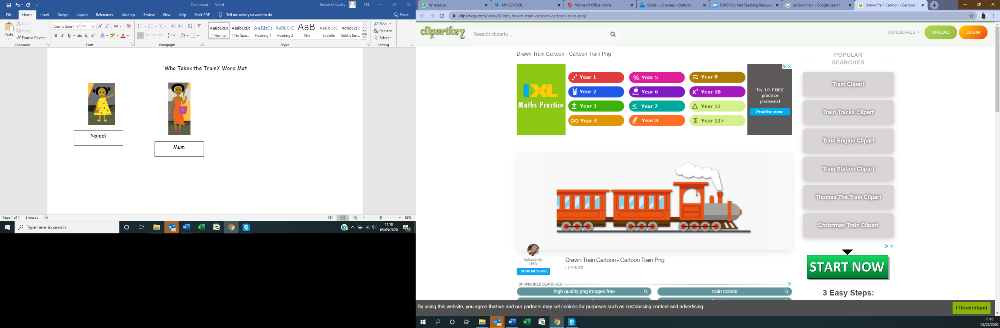 Document1 - Word
Ronan McAuley
File Home Insert Design Layout References Mailings Review View Help Foxit PDF Tell me what you want to do Share
Paste
Cut
Copy
Format Painter
Clipboard
Comic Sans I 14
Font
Paragraph
AaBbCcDc AaBbCcDc AaBbCc AaBbCcC AaB AaBbCcC AaBbCcDc
¶ Normal ¶ No Spac... Heading 1 Heading 2 Title Subtitle Subtle Em...
Styles
Find
Replace
Select
Editing
'Who Takes the Train?' Word Mat
Naledi
Mum
Page 1 of 1 8 words
93%
Type here to search
11:18
05/05/2020
10
WhatsApp
MY-SCHOOL
Microsoft Office Home
Email - L Crawley - Outlook
9,058 Top Mat Teaching Resource
cartoon train - Google Search
Drawn Train Cartoon - Cartoon T
clipartkey.com/view/iiJJihm_drawn-train-cartoon-cartoon-train-png/
clipartkey
Search cliparts...
CATEGORIES
UPLOAD
LOGIN
Drawn Train Cartoon - Cartoon Train Png
IXL
Maths Practice
Year 1
Year 2
Year 3
Year 4
Year 5
Year 6
Year 7
Year 8
Year 9
Year 10
Year 11
Year 12+
Try 10 FREE
practice
problems!
Practise now
POPULAR
SEARCHES
Train Clipart
Train Tracks Clipart
Train Engine Clipart
Train Station Clipart
Thomas The Train Clipart
Christmas Train Clipart
Uploaded by
Liddy
SEND MESSAGE
Drawn Train Cartoon - Cartoon Train Png
/ 9 VIEWS
SPONSORED SEARCHES
high quality png images free
train tickets
START NOW
3 Easy Steps:
By using this website, you agree that we and our partners may set cookies for purposes such as customising content and advertising.
I Understand
11:18
05/05/2020